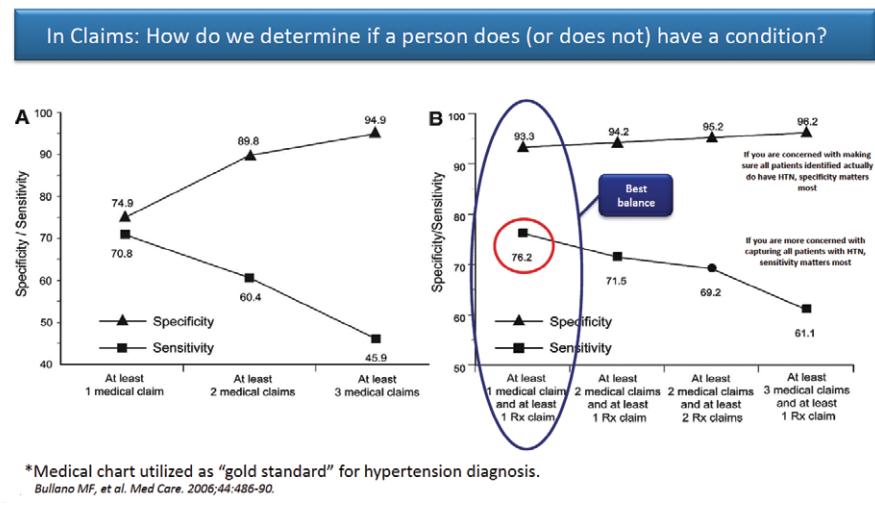 In Claims: How do we determine if a person does (or does not) have a condition?
A
Specificity / Sensitivity
100
90
80
70
60
50
40
74.9
89.8
94.9
70.8
60.4
45.9
Specificity
Sensitivity
At least
1 medical claim
At least
2 medical claims
At least
3 medical claims
B
Specificity/Sensitivity
100
90
80
70
60
50
93.3
94.2
95.2
96.2
76.2
71.5
69.2
61.1
Best
balance
If you are concerned with making
sure all patients identified actually
do have HTN, specificity matters
most
If you are more concerned with
capturing all patients with HTN,
sensitivity matters most
Specificity
Sensitivity
At least
1 medical claim
and at least
1 Rx claim
At least
2 medical claims
and at least
1 Rx claim
At least
2 medical claims
and at least
2 Rx claims
At least
3 medical claims
and at least
1 Rx claim
*Medical chart utilized as “gold standard” for hypertension diagnosis.
Bullano MF, et al. Med Care. 2006;44:486-90.